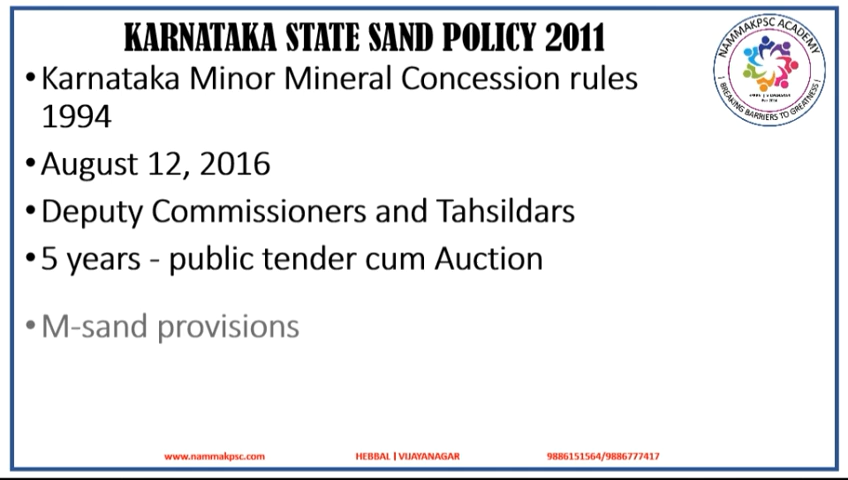 KARNATAKA STATE SAND POLICY 2011
NAMMAKPSC ACADEMY
| BREAKING BARRIERS TO GREATNESS |
•Karnataka Minor Mineral Concession rules
1994
•August 12, 2016
•Deputy Commissioners and Tahsildars
•5 years - public tender cum Auction
•M-sand provisions
www.nammakpsc.com HEBBAL | VIJAYANAGAR 9886151564/9886777417